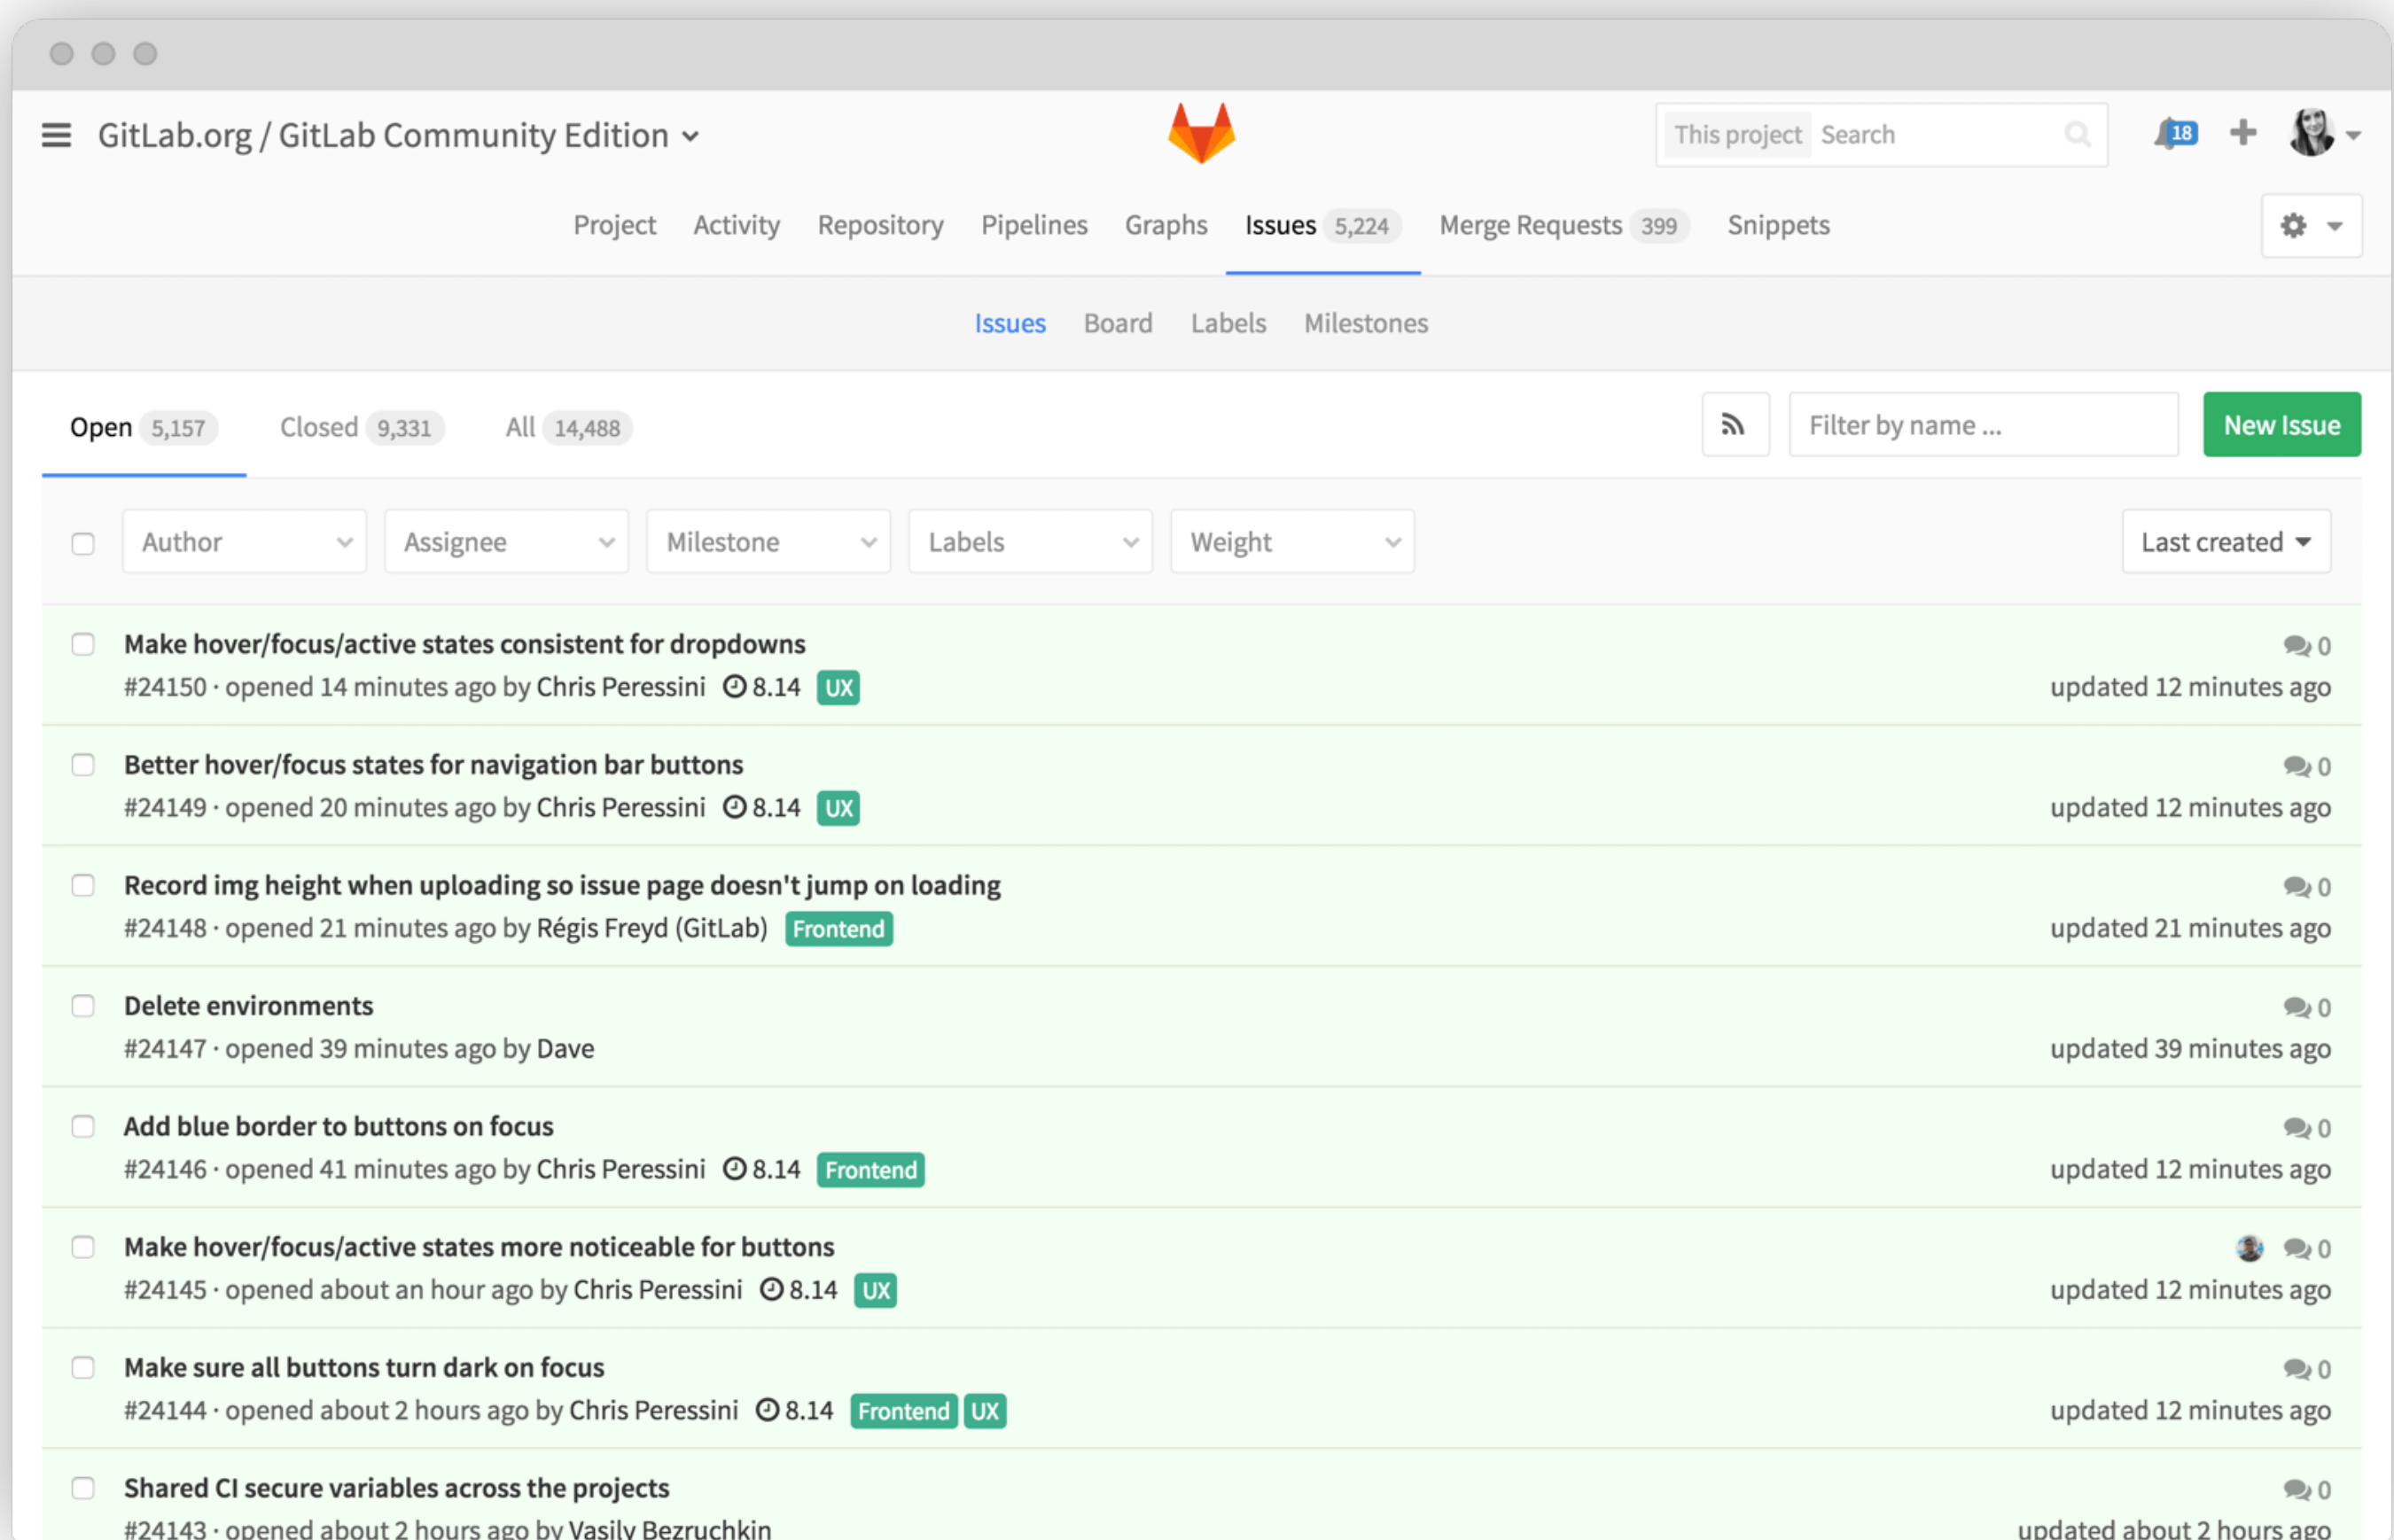 GitLab.org / GitLab Community Edition
This project Search
18
Project Activity Repository Pipelines Graphs Issues 5,224 Merge Requests 399 Snippets
Issues Board Labels Milestones
Open 5,157 Closed 9,331 All 14,488
Filter by name ...
New Issue
Author Assignee Milestone Labels Weight Last created
Make hover/focus/active states consistent for dropdowns 0
#24150 · opened 14 minutes ago by Chris Peressini 8.14 UX updated 12 minutes ago
Better hover/focus states for navigation bar buttons 0
#24149 · opened 20 minutes ago by Chris Peressini 8.14 UX updated 12 minutes ago
Record img height when uploading so issue page doesn't jump on loading 0
#24148 · opened 21 minutes ago by Régis Freyd (GitLab) Frontend updated 21 minutes ago
Delete environments 0
#24147 · opened 39 minutes ago by Dave updated 39 minutes ago
Add blue border to buttons on focus 0
#24146 · opened 41 minutes ago by Chris Peressini 8.14 Frontend updated 12 minutes ago
Make hover/focus/active states more noticeable for buttons 0
#24145 · opened about an hour ago by Chris Peressini 8.14 UX updated 12 minutes ago
Make sure all buttons turn dark on focus 0
#24144 · opened about 2 hours ago by Chris Peressini 8.14 Frontend UX updated 12 minutes ago
Shared CI secure variables across the projects 0
#24143 · opened about 2 hours ago by Vasily Bezruchkin updated about 2 hours ago